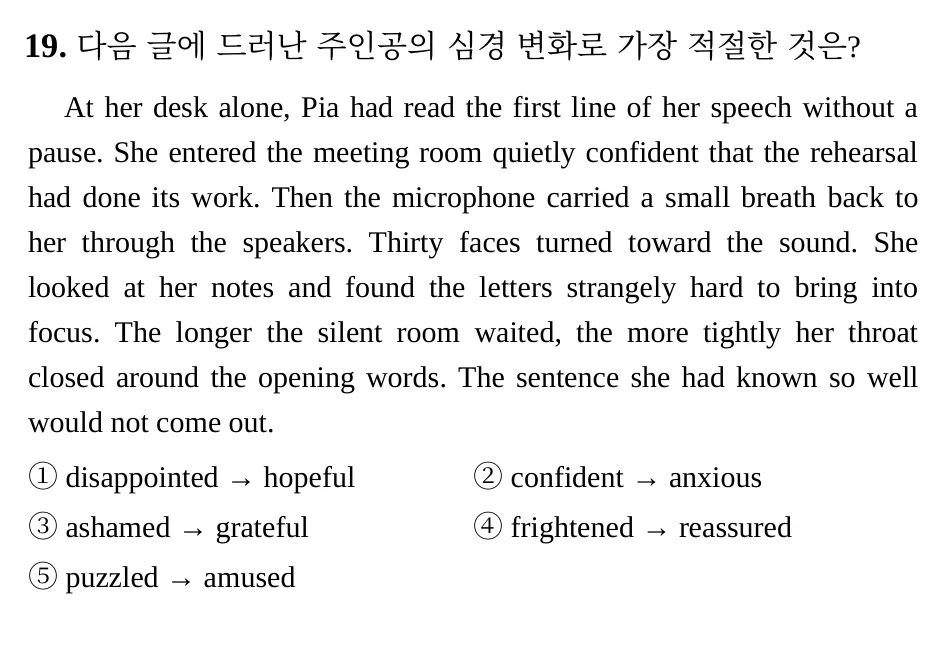 19. 다음 글에 드러난 주인공의 심경 변화로 가장 적절한 것은?
At her desk alone, Pia had read the first line of her speech without a
pause. She entered the meeting room quietly confident that the rehearsal
had done its work. Then the microphone carried a small breath back to
her through the speakers. Thirty faces turned toward the sound. She
looked at her notes and found the letters strangely hard to bring into
focus. The longer the silent room waited, the more tightly her throat
closed around the opening words. The sentence she had known so well
would not come out.
① disappointed → hopeful ② confident → anxious
③ ashamed → grateful ④ frightened → reassured
⑤ puzzled → amused